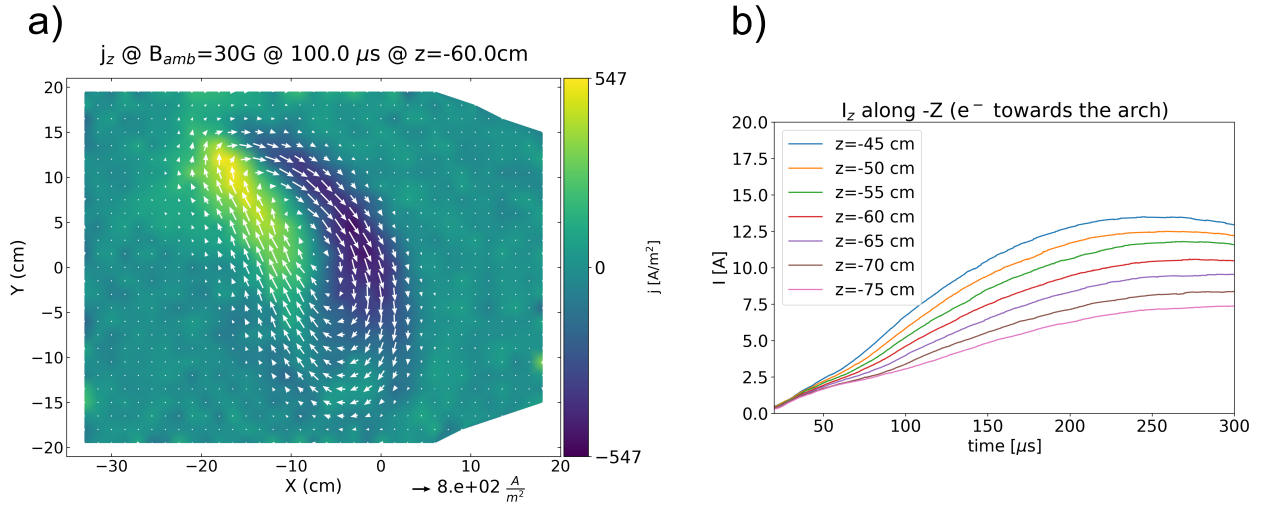 a)
j_z @ B_amb=30G @ 100.0 μs @ z=-60.0cm
20
15
10
5
0
−5
−10
−15
−20
Y (cm)
−30
−20
−10
0
10
20
X (cm)
8.e+02 A/m²
547
0
−547
j [A/m²]
b)
I_z along -Z (e⁻ towards the arch)
20.0
17.5
15.0
12.5
10.0
7.5
5.0
2.5
0.0
I [A]
z=-45 cm
z=-50 cm
z=-55 cm
z=-60 cm
z=-65 cm
z=-70 cm
z=-75 cm
50
100
150
200
250
300
time [μs]